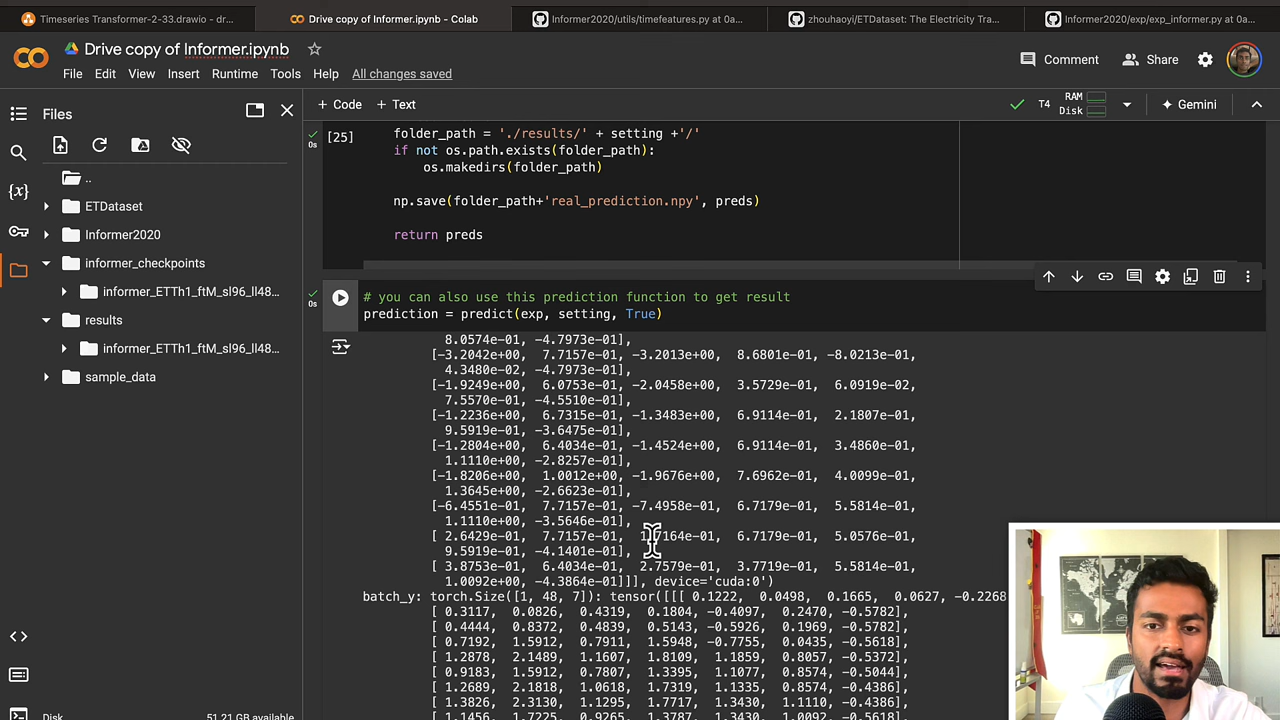 Timeseries Transformer-2-33.drawio - dr...
Drive copy of Informer.ipynb - Colab
Informer2020/utils/timefeatures.py at 0a...
zhouhaoyi/ETDataset: The Electricity Tra...
Informer2020/exp/exp_informer.py at 0a...
Drive copy of Informer.ipynb
File Edit View Insert Runtime Tools Help All changes saved
Comment Share
Files
+ Code + Text
T4 RAM Disk Gemini
..
ETDataset
Informer2020
informer_checkpoints
informer_ETTh1_ftM_sl96_ll48...
results
informer_ETTh1_ftM_sl96_ll48...
sample_data
{x}
Disk 51.21 GB available
[25]
0s
folder_path = './results/' + setting +'/'
if not os.path.exists(folder_path):
os.makedirs(folder_path)
np.save(folder_path+'real_prediction.npy', preds)
return preds
0s
# you can also use this prediction function to get result
prediction = predict(exp, setting, True)
8.0574e-01, -4.7973e-01],
[-3.2042e+00, 7.7157e-01, -3.2013e+00, 8.6801e-01, -8.0213e-01,
4.3480e-02, -4.7973e-01],
[-1.9249e+00, 6.0753e-01, -2.0458e+00, 3.5729e-01, 6.0919e-02,
7.5570e-01, -4.5510e-01],
[-1.2236e+00, 6.7315e-01, -1.3483e+00, 6.9114e-01, 2.1807e-01,
9.5919e-01, -3.6475e-01],
[-1.2804e+00, 6.4034e-01, -1.4524e+00, 6.9114e-01, 3.4860e-01,
1.1110e+00, -2.8257e-01],
[-1.8206e+00, 1.0012e+00, -1.9676e+00, 7.6962e-01, 4.0099e-01,
1.3645e+00, -2.6623e-01],
[-6.4551e-01, 7.7157e-01, -7.4958e-01, 6.7179e-01, 5.5814e-01,
1.1110e+00, -3.5646e-01],
[ 2.6429e-01, 7.7157e-01, 6.7179e-01, 5.0576e-01,
9.5919e-01, -4.1401e-01],
[ 3.8753e-01, 6.4034e-01, 2.7579e-01, 3.7719e-01, 5.5814e-01,
1.0092e+00, -4.3864e-01]]], device='cuda:0')
batch_y: torch.Size([1, 48, 7]): tensor([[[ 0.1222, 0.0498, 0.1665, 0.0627, -0.2268
[ 0.3117, 0.0826, 0.4319, 0.1804, -0.4097, 0.2470, -0.5782],
[ 0.4444, 0.8372, 0.4839, 0.5143, -0.5926, 0.1969, -0.5782],
[ 0.7192, 1.5912, 0.7911, 1.5948, -0.7755, 0.0435, -0.5618],
[ 1.2878, 2.1489, 1.1607, 1.8109, 1.1859, 0.8057, -0.5372],
[ 0.9183, 1.5912, 0.7807, 1.3395, 1.1077, 0.8574, -0.5044],
[ 1.2689, 2.1818, 1.0618, 1.7319, 1.1335, 0.8574, -0.4386],
[ 1.3826, 2.3130, 1.1295, 1.7717, 1.3430, 1.1110, -0.4386],
[ 1.1456, 1.7225, 0.9265, 1.3787, 1.3430, 1.0092, -0.5618],